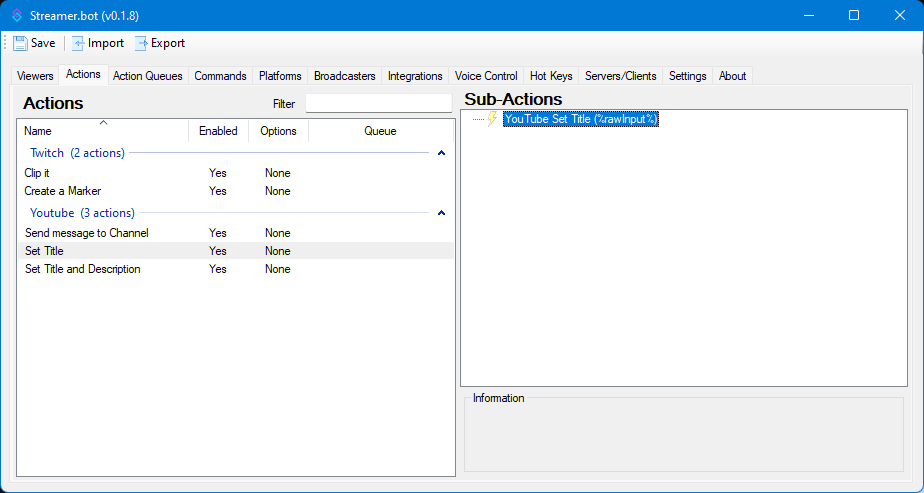 Streamer.bot (v0.1.8)
Save Import Export
Viewers Actions Action Queues Commands Platforms Broadcasters Integrations Voice Control Hot Keys Servers/Clients Settings About
Actions Filter
Name Enabled Options Queue
Twitch (2 actions)
Clip it Yes None
Create a Marker Yes None
Youtube (3 actions)
Send message to Channel Yes None
Set Title Yes None
Set Title and Description Yes None
Sub-Actions
YouTube Set Title (%rawInput%)
Information